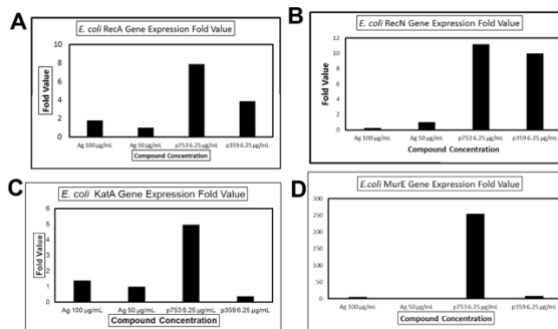 A
E. coli RecA Gene Expression Fold Value
Fold Value
10
8
6
4
2
0
Ag 100 µg/mL Ag 50 µg/mL p753 6.25 µg/mL p359 6.25 µg/mL
Compound Concentration
B
E. coli RecN Gene Expression Fold Value
Fold Value
12
10
8
6
4
2
0
Ag 100 µg/mL Ag 50 µg/mL p753 6.25 µg/mL p359 6.25 µg/mL
Compound Concentration
C
E. coli KatA Gene Expression Fold Value
Fold Value
6
5
4
3
2
1
0
Ag 100 µg/mL Ag 50 µg/mL p753 6.25 µg/mL p359 6.25 µg/mL
Compound Concentration
D
E.coli MurE Gene Expression Fold Value
300
250
200
150
100
50
0
Ag 100 µg/mL Ag 50 µg/mL p753 6.25 µg/mL p359 6.25 µg/mL